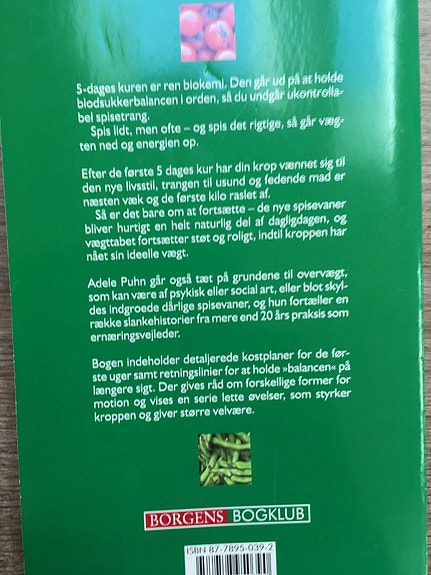 5-dages kuren er ren biokemi. Den går ud på at holde
blodsukkerbalancen i orden, så du undgår ukontrolla-
bel spisetrang.
Spis lidt, men ofte – og spis det rigtige, så går væg-
ten ned og energien op.
Efter de første 5 dages kur har din krop vænnet sig til
den nye livsstil, trangen til usund og fedende mad er
næsten væk og de første kilo raslet af.
Så er det bare om at fortsætte – de nye spisevaner
bliver hurtigt en helt naturlig del af dagligdagen, og
vægttabet fortsætter støt og roligt, indtil kroppen har
nået sin ideelle vægt.
Adele Puhn går også tæt på grundene til overvægt,
som kan være af psykisk eller social art, eller blot skyl-
des indgroede dårlige spisevaner, og hun fortæller en
række slankehistorier fra mere end 20 års praksis som
ernæringsvejleder.
Bogen indeholder detaljerede kostplaner for de før-
ste uger samt retningslinier for at holde »balancen« på
længere sigt. Der gives råd om forskellige former for
motion og vises en serie lette øvelser, som styrker
kroppen og giver større velvære.
BORGENS BOGKLUB
ISBN 87-7895-039-2